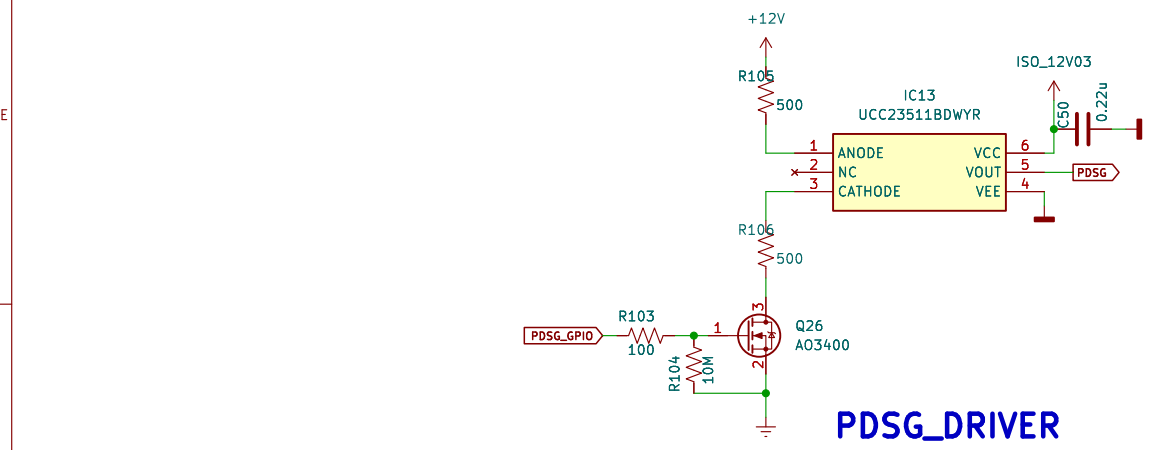 +12V
R105
500
ISO_12V03
C50
0.22u
IC13
UCC23511BDWYR
E
1 ANODE VCC 6
2 NC VOUT 5
3 CATHODE VEE 4
PDSG
R106
500
3
R103
PDSG_GPIO
100
1
Q26
AO3400
R104
10M
2
PDSG_DRIVER